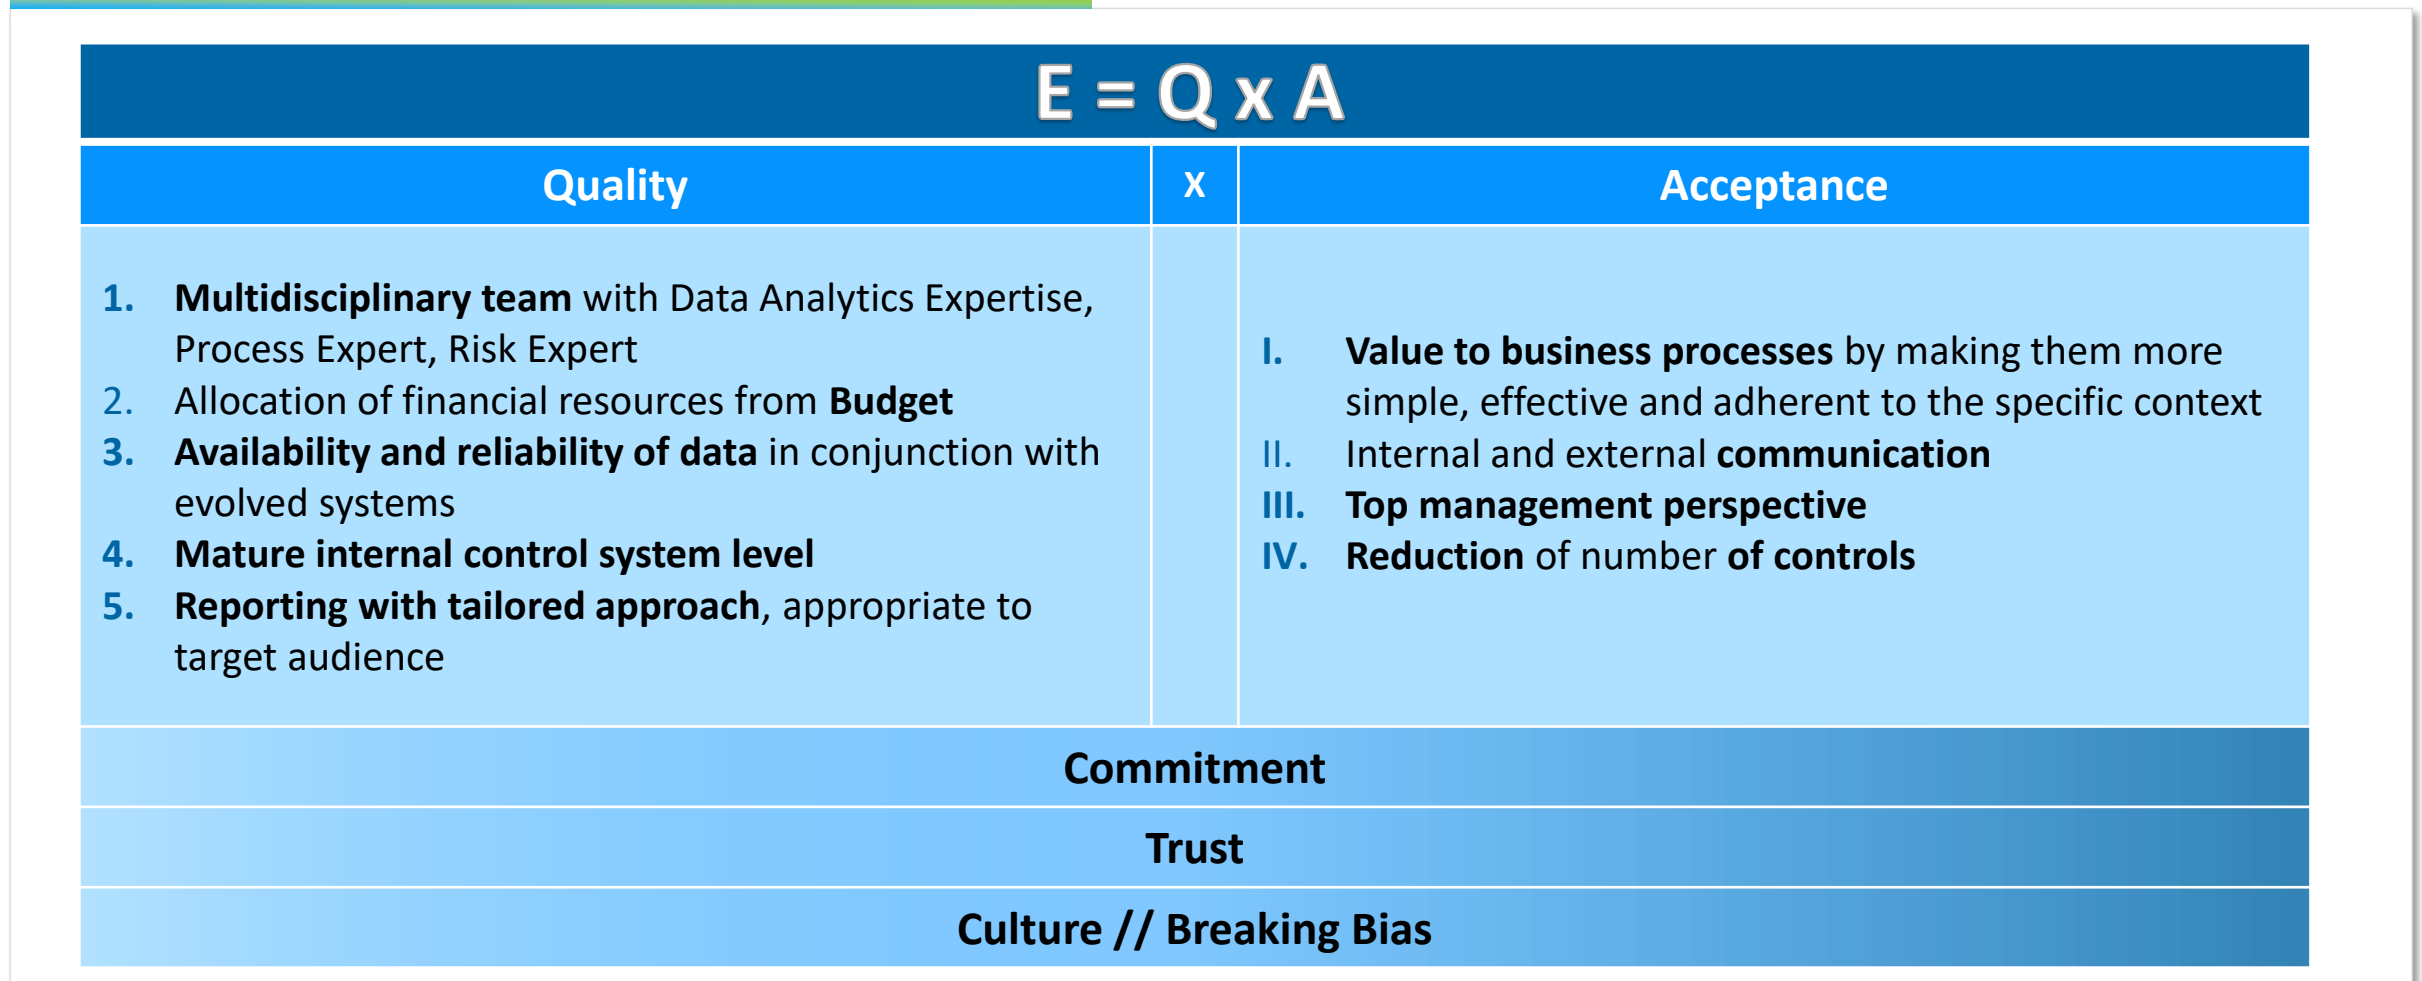 E = Q x A
Quality
X
Acceptance
1. Multidisciplinary team with Data Analytics Expertise,
Process Expert, Risk Expert
2. Allocation of financial resources from Budget
3. Availability and reliability of data in conjunction with
evolved systems
4. Mature internal control system level
5. Reporting with tailored approach, appropriate to
target audience
I. Value to business processes by making them more
simple, effective and adherent to the specific context
II. Internal and external communication
III. Top management perspective
IV. Reduction of number of controls
Commitment
Trust
Culture // Breaking Bias